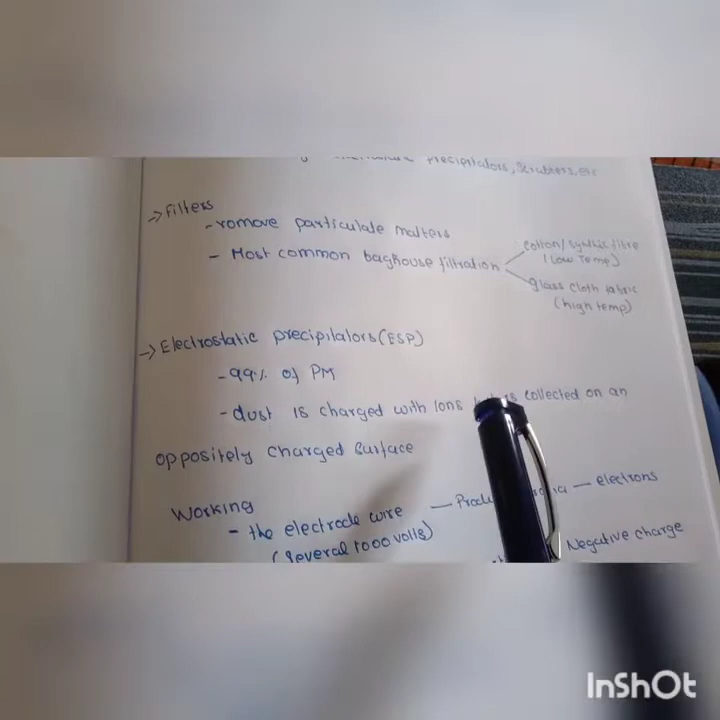 precipitators, Scrubbers, etc
→ Filters
- romove particulate matters
- Most common baghouse filtration
cotton/synthetic fibre
(low Temp)
glass cloth fabric
(high temp)
→ Electrostatic precipitators (ESP)
- 99% of PM
- dust is charged with ions collected on an
oppositely charged surface
Working
- the electrode wire — — electrons
(several 1000 volts)
Negative charge
InShOt